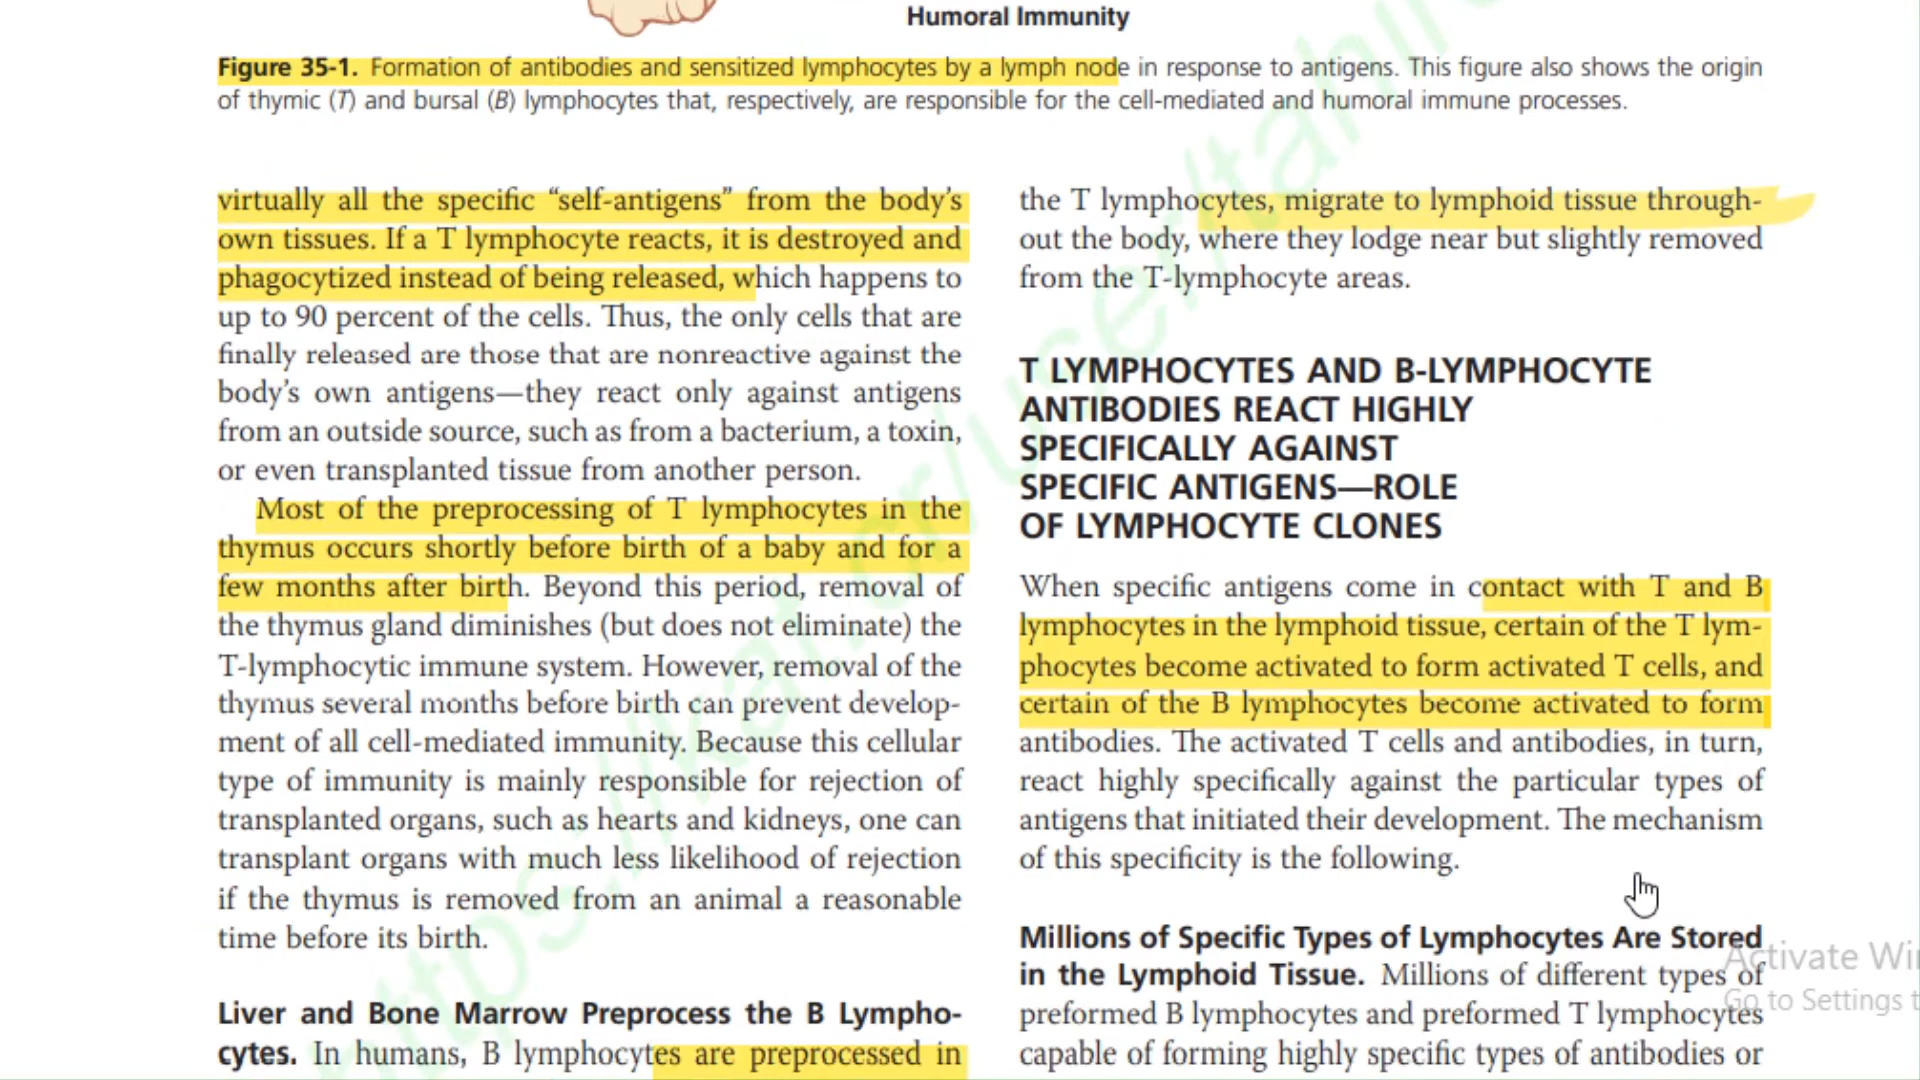 Humoral Immunity
Figure 35-1. Formation of antibodies and sensitized lymphocytes by a lymph node in response to antigens. This figure also shows the origin
of thymic (T) and bursal (B) lymphocytes that, respectively, are responsible for the cell-mediated and humoral immune processes.
virtually all the specific “self-antigens” from the body’s
own tissues. If a T lymphocyte reacts, it is destroyed and
phagocytized instead of being released, which happens to
up to 90 percent of the cells. Thus, the only cells that are
finally released are those that are nonreactive against the
body’s own antigens—they react only against antigens
from an outside source, such as from a bacterium, a toxin,
or even transplanted tissue from another person.
Most of the preprocessing of T lymphocytes in the
thymus occurs shortly before birth of a baby and for a
few months after birth. Beyond this period, removal of
the thymus gland diminishes (but does not eliminate) the
T-lymphocytic immune system. However, removal of the
thymus several months before birth can prevent develop-
ment of all cell-mediated immunity. Because this cellular
type of immunity is mainly responsible for rejection of
transplanted organs, such as hearts and kidneys, one can
transplant organs with much less likelihood of rejection
if the thymus is removed from an animal a reasonable
time before its birth.
Liver and Bone Marrow Preprocess the B Lympho-
cytes. In humans, B lymphocytes are preprocessed in
the T lymphocytes, migrate to lymphoid tissue through-
out the body, where they lodge near but slightly removed
from the T-lymphocyte areas.
T LYMPHOCYTES AND B-LYMPHOCYTE
ANTIBODIES REACT HIGHLY
SPECIFICALLY AGAINST
SPECIFIC ANTIGENS—ROLE
OF LYMPHOCYTE CLONES
When specific antigens come in contact with T and B
lymphocytes in the lymphoid tissue, certain of the T lym-
phocytes become activated to form activated T cells, and
certain of the B lymphocytes become activated to form
antibodies. The activated T cells and antibodies, in turn,
react highly specifically against the particular types of
antigens that initiated their development. The mechanism
of this specificity is the following.
Millions of Specific Types of Lymphocytes Are Stored
in the Lymphoid Tissue. Millions of different types of
preformed B lymphocytes and preformed T lymphocytes
capable of forming highly specific types of antibodies or
Activate Wi
Go to Settings t